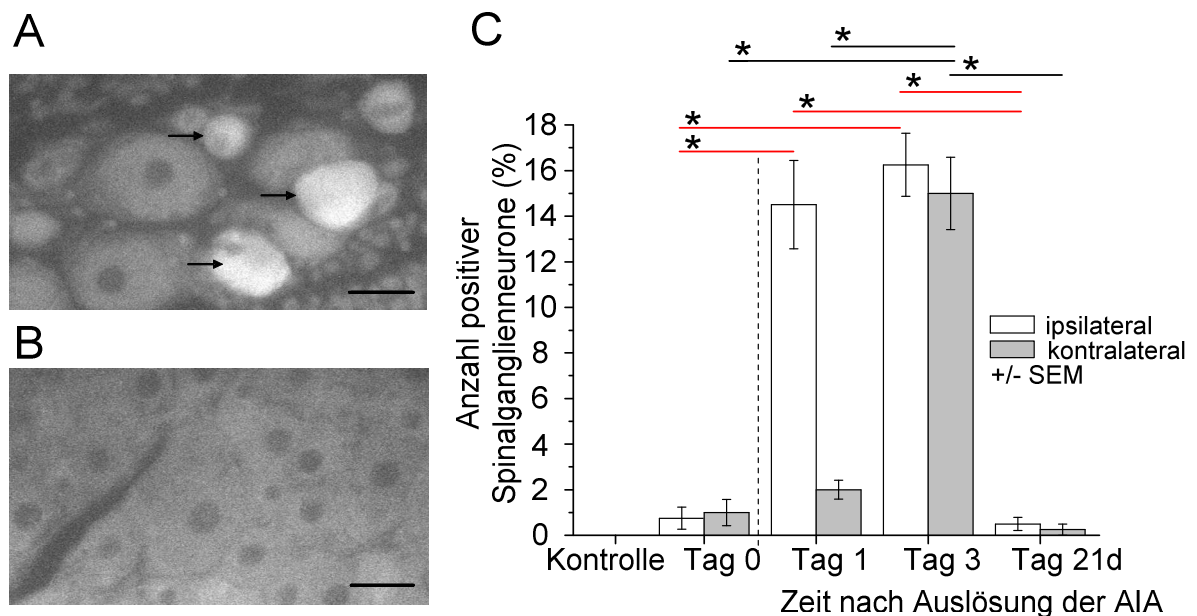 A
B
C
*
*
*
*
*
*
*
Anzahl positiver
Spinalganglienneurone (%)
18
16
14
12
10
8
6
4
2
0
ipsilateral
kontralateral
+/- SEM
Kontrolle Tag 0 Tag 1 Tag 3 Tag 21d
Zeit nach Auslösung der AIA